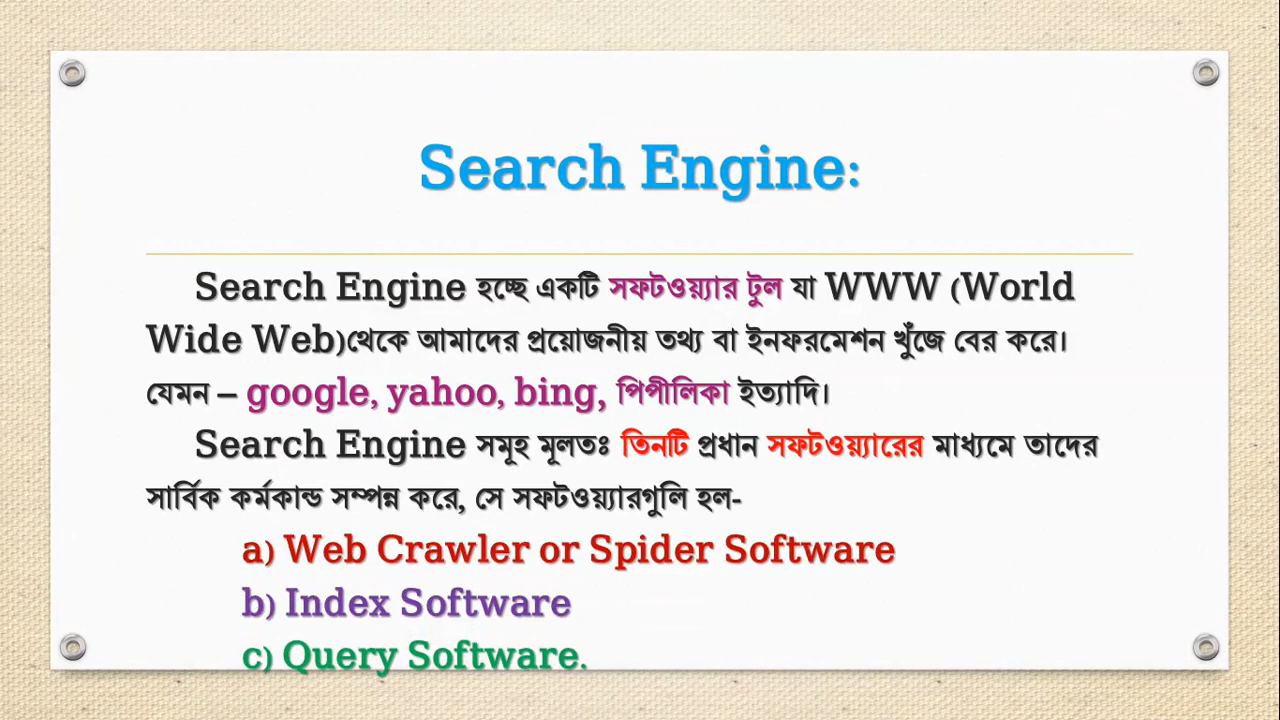 Search Engine:
Search Engine হচ্ছে একটি সফটওয়্যার টুল যা WWW (World
Wide Web)থেকে আমাদের প্রয়োজনীয় তথ্য বা ইনফরমেশন খুঁজে বের করে।
যেমন – google, yahoo, bing, পিপীলিকা ইত্যাদি।
Search Engine সমূহ মূলতঃ তিনটি প্রধান সফটওয়্যারের মাধ্যমে তাদের
সার্বিক কর্মকান্ড সম্পন্ন করে, সে সফটওয়্যারগুলি হল-
a) Web Crawler or Spider Software
b) Index Software
c) Query Software.